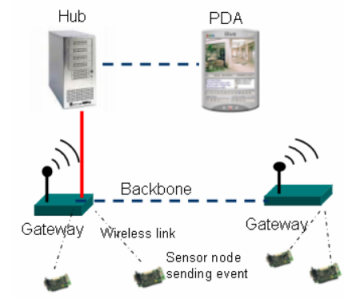 Hub
PDA
Backbone
Gateway
Wireless link
Gateway
Sensor node
sending event